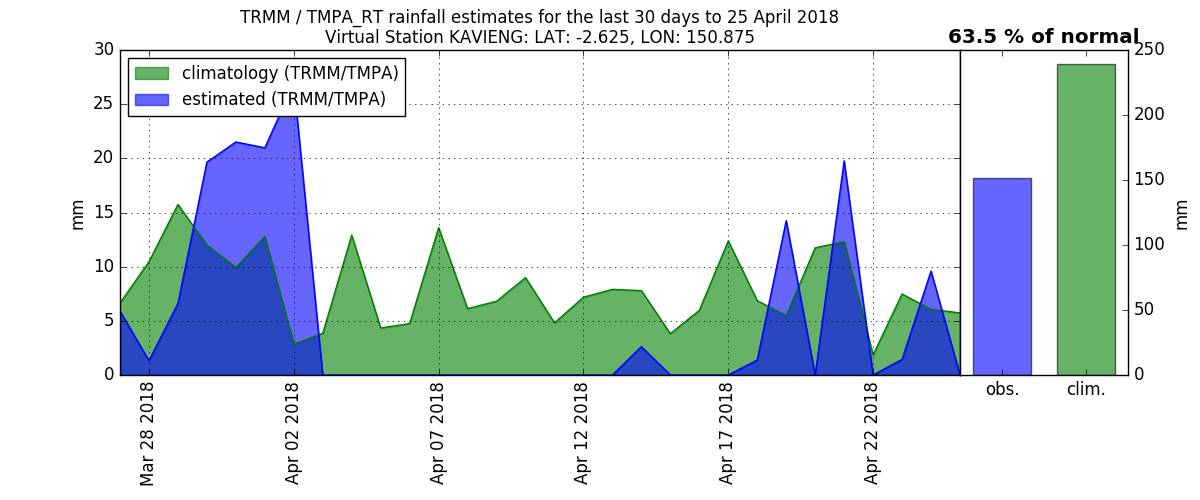 TRMM / TMPA_RT rainfall estimates for the last 30 days to 25 April 2018
Virtual Station KAVIENG: LAT: -2.625, LON: 150.875
63.5 % of normal
climatology (TRMM/TMPA)
estimated (TRMM/TMPA)
30
25
20
15
10
5
0
mm
Mar 28 2018
Apr 02 2018
Apr 07 2018
Apr 12 2018
Apr 17 2018
Apr 22 2018
250
200
150
100
50
0
mm
obs.
clim.